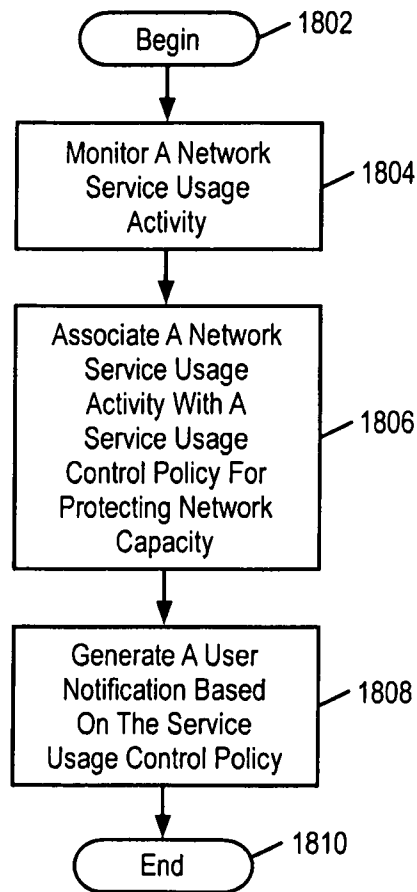 Begin
1802
Monitor A Network
Service Usage
Activity
1804
Associate A Network
Service Usage
Activity With A
Service Usage
Control Policy For
Protecting Network
Capacity
1806
Generate A User
Notification Based
On The Service
Usage Control Policy
1808
End
1810